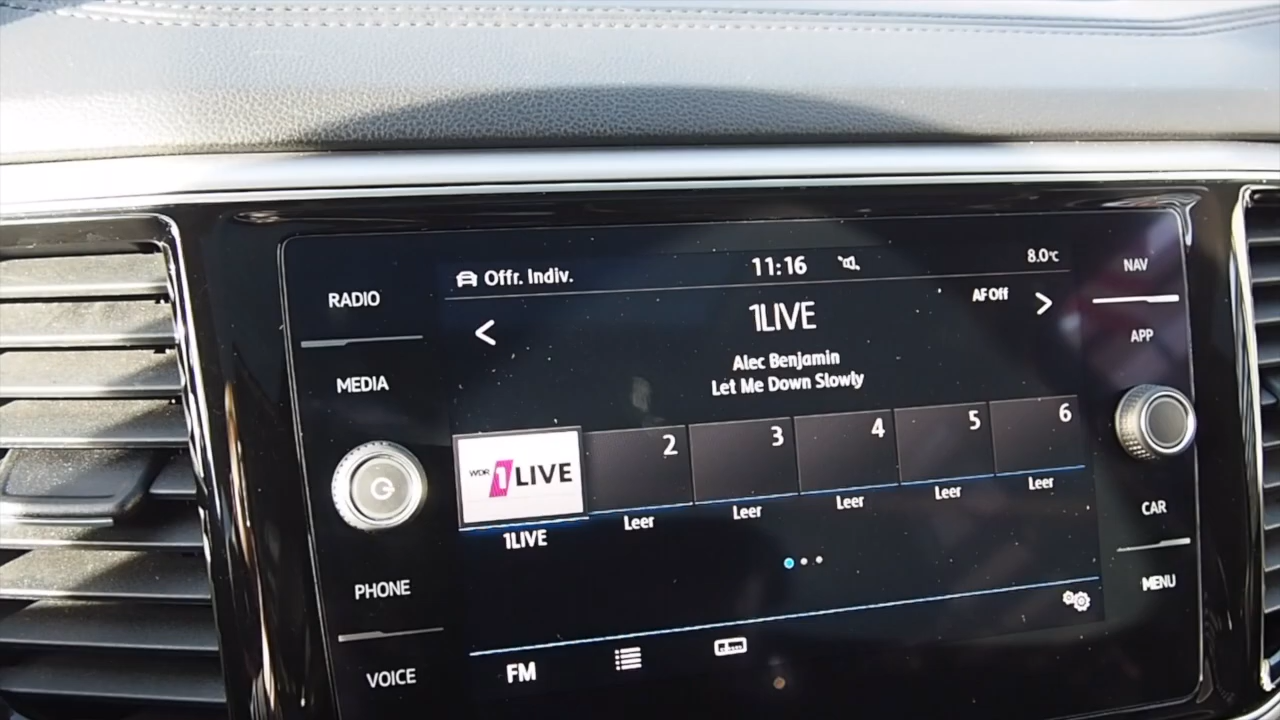 Offr. Indiv.
11:16
8.0°C
RADIO
MEDIA
PHONE
VOICE
NAV
APP
CAR
MENU
1LIVE
AF Off
Alec Benjamin
Let Me Down Slowly
WDR 1LIVE
2
3
4
5
6
1LIVE
Leer
Leer
Leer
Leer
Leer
FM